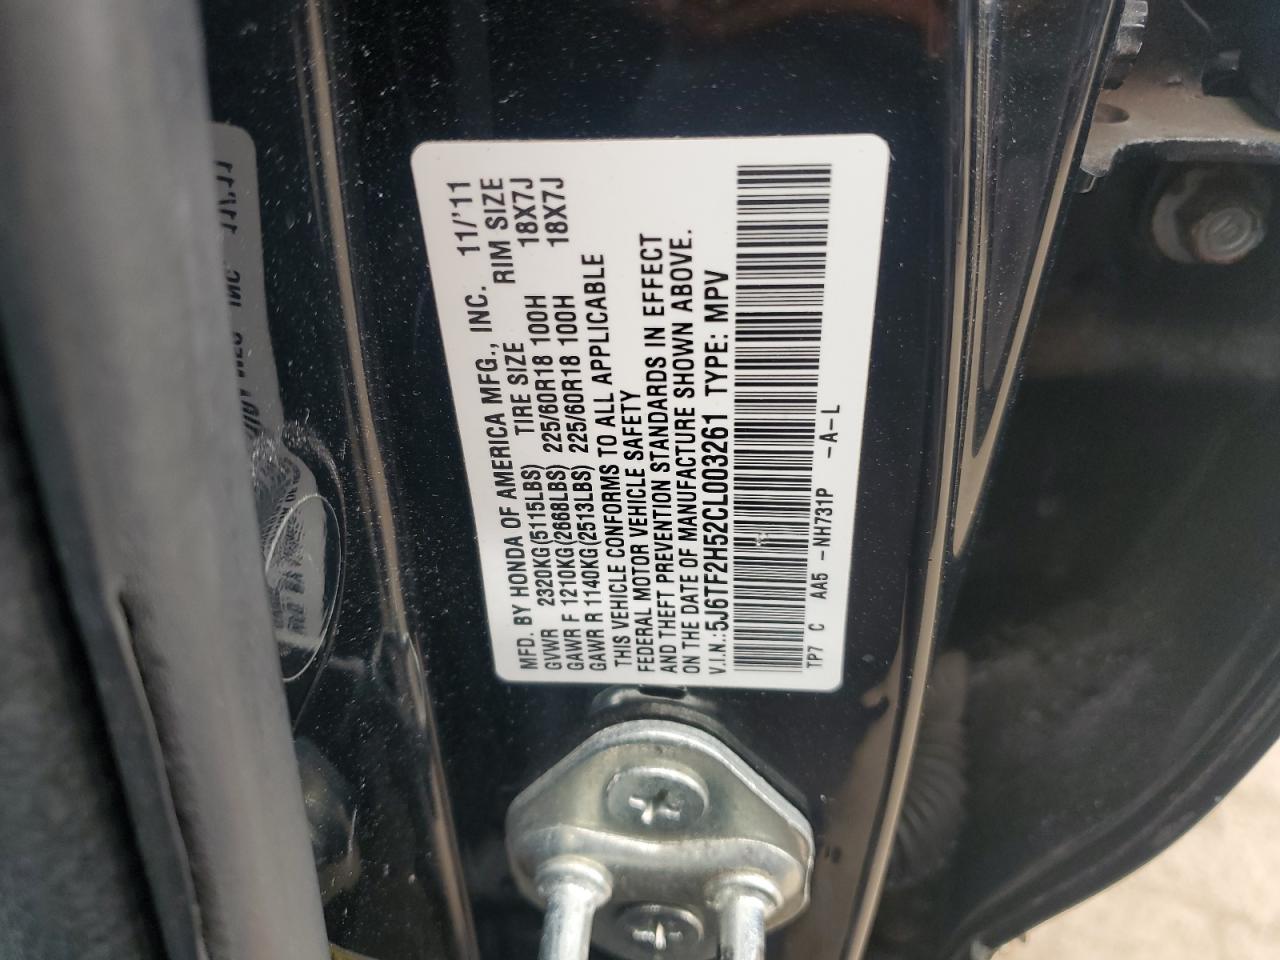 MFD. BY HONDA OF AMERICA MFG., INC. 11/'11
GVWR 2320KG(5115LBS) TIRE SIZE RIM SIZE
GAWR F 1210KG(2668LBS) 225/60R18 100H 18X7J
GAWR R 1140KG(2513LBS) 225/60R18 100H 18X7J
THIS VEHICLE CONFORMS TO ALL APPLICABLE
FEDERAL MOTOR VEHICLE SAFETY
AND THEFT PREVENTION STANDARDS IN EFFECT
ON THE DATE OF MANUFACTURE SHOWN ABOVE.
V.I.N.: 5J6TF2H52CL003261 TYPE: MPV
TP7 C AA5 -NH731P -A-L